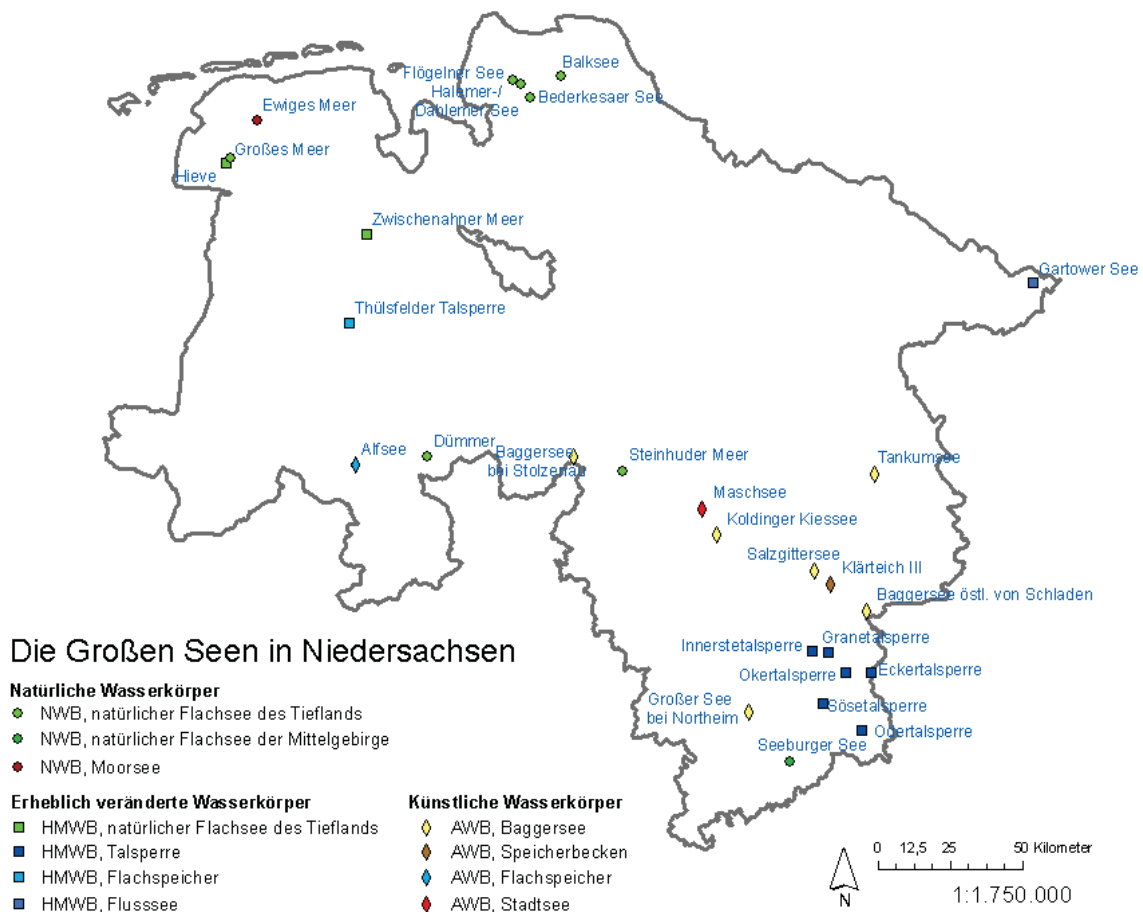 Balksee
Flögelner See
Halemer-/
Dahlemer See
Bederkesaer See
Ewiges Meer
Großes Meer
Hieve
Zwischenahner Meer
Gartower See
Thülsfelder Talsperre
Alfsee
Dümmer
Baggersee
bei Stolzenau
Steinhuder Meer
Tankumsee
Maschsee
Koldinger Kiessee
Salzgittersee
Klärteich III
Baggersee östl. von Schladen
Innerstetalsperre
Granetalsperre
Okertalsperre
Eckertalsperre
Großer See
bei Northeim
Sösetalsperre
Odertalsperre
Seeburger See
Die Großen Seen in Niedersachsen
Natürliche Wasserkörper
NWB, natürlicher Flachsee des Tieflands
NWB, natürlicher Flachsee der Mittelgebirge
NWB, Moorsee
Erheblich veränderte Wasserkörper
HMWB, natürlicher Flachsee des Tieflands
HMWB, Talsperre
HMWB, Flachspeicher
HMWB, Flusssee
Künstliche Wasserkörper
AWB, Baggersee
AWB, Speicherbecken
AWB, Flachspeicher
AWB, Stadtsee
N
0 12,5 25 50 Kilometer
1:1.750.000